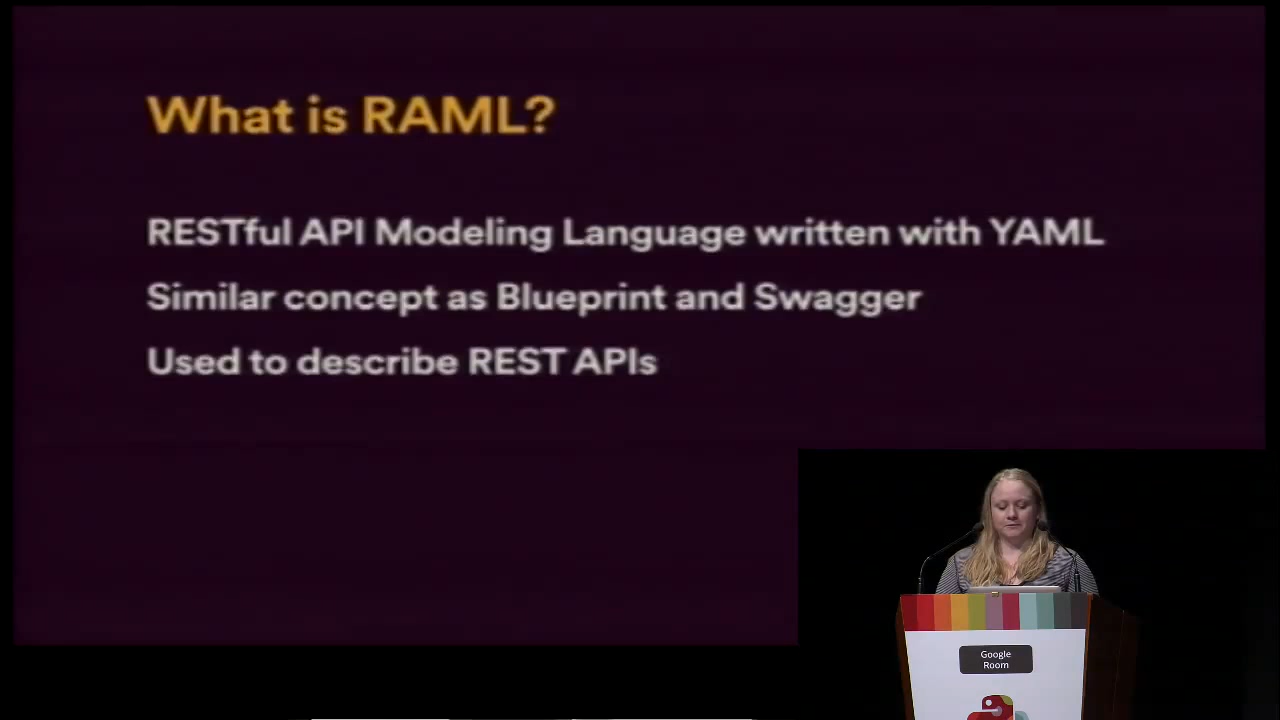 What is RAML?
RESTful API Modeling Language written with YAML
Similar concept as Blueprint and Swagger
Used to describe REST APIs
Google
Room